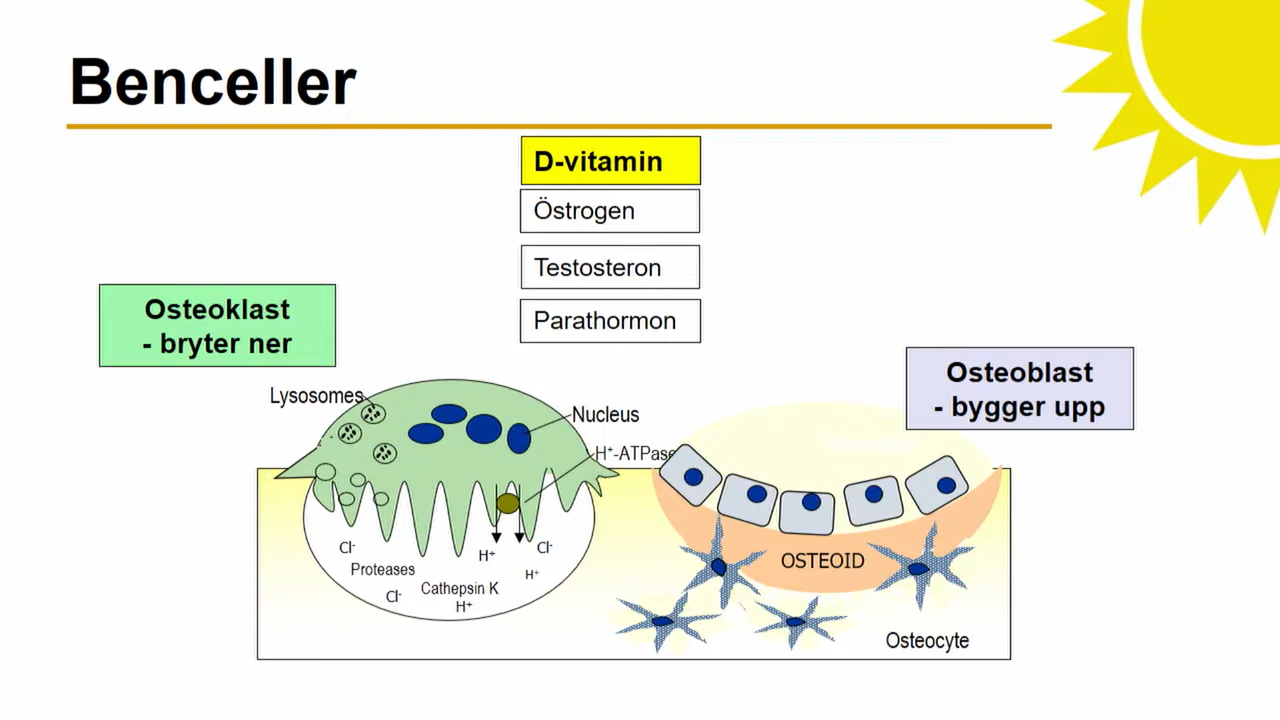 Benceller
D-vitamin
Östrogen
Testosteron
Parathormon
Osteoklast
- bryter ner
Osteoblast
- bygger upp
Lysosomes
Nucleus
H⁺-ATPase
Cl⁻
Proteases
Cl⁻
Cathepsin K
H⁺
H⁺
Cl⁻
H⁺
OSTEOID
Osteocyte